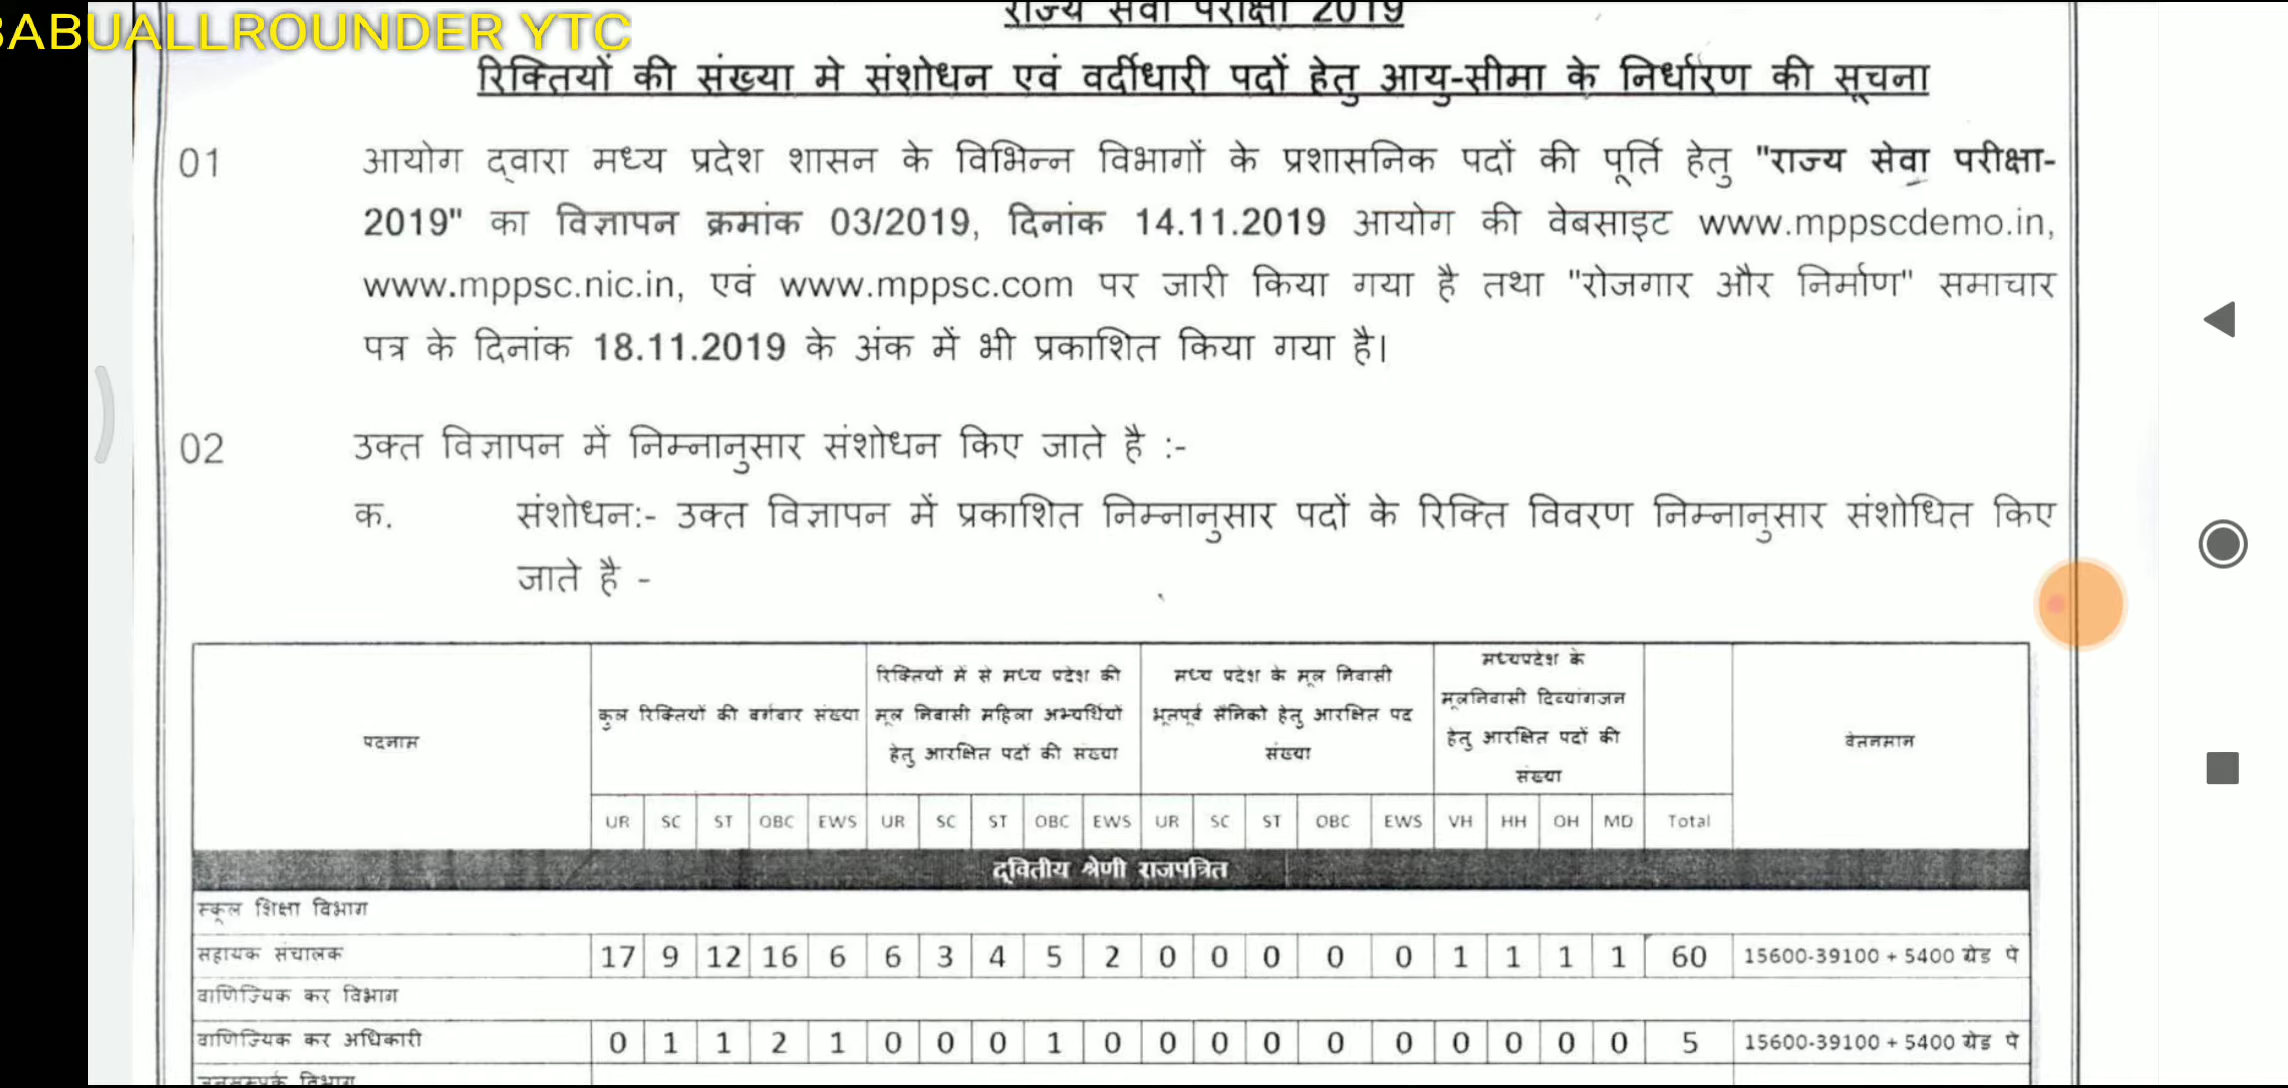 BABUALLROUNDER YTC
राज्य सेवा परीक्षा 2019
रिक्तियों की संख्या मे संशोधन एवं वर्दीधारी पदों हेतु आयु-सीमा के निर्धारण की सूचना
01 आयोग द्वारा मध्य प्रदेश शासन के विभिन्न विभागों के प्रशासनिक पदों की पूर्ति हेतु "राज्य सेवा परीक्षा-
2019" का विज्ञापन क्रमांक 03/2019, दिनांक 14.11.2019 आयोग की वेबसाइट www.mppscdemo.in,
www.mppsc.nic.in, एवं www.mppsc.com पर जारी किया गया है तथा "रोजगार और निर्माण" समाचार
पत्र के दिनांक 18.11.2019 के अंक में भी प्रकाशित किया गया है।
02 उक्त विज्ञापन में निम्नानुसार संशोधन किए जाते है :-
क. संशोधन:- उक्त विज्ञापन में प्रकाशित निम्नानुसार पदों के रिक्ति विवरण निम्नानुसार संशोधित किए
जाते है -
पदनाम
कुल रिक्तियों की वर्गवार संख्या
रिक्तियों में से मध्य प्रदेश की
मूल निवासी महिला अभ्यर्थियों
हेतु आरक्षित पदों की संख्या
मध्य प्रदेश के मूल निवासी
भूतपूर्व सैनिको हेतु आरक्षित पद
संख्या
मध्यप्रदेश के
मूलनिवासी दिव्यांगजन
हेतु आरक्षित पदों की
संख्या
वेतनमान
UR SC ST OBC EWS UR SC ST OBC EWS UR SC ST OBC EWS VH HH OH MD Total
द्वितीय श्रेणी राजपत्रित
स्कूल शिक्षा विभाग
सहायक संचालक 17 9 12 16 6 6 3 4 5 2 0 0 0 0 0 1 1 1 1 60 15600-39100 + 5400 ग्रेड पे
वाणिज्यिक कर विभाग
वाणिज्यिक कर अधिकारी 0 1 1 2 1 0 0 0 1 0 0 0 0 0 0 0 0 0 0 5 15600-39100 + 5400 ग्रेड पे
जनसम्पर्क विभाग